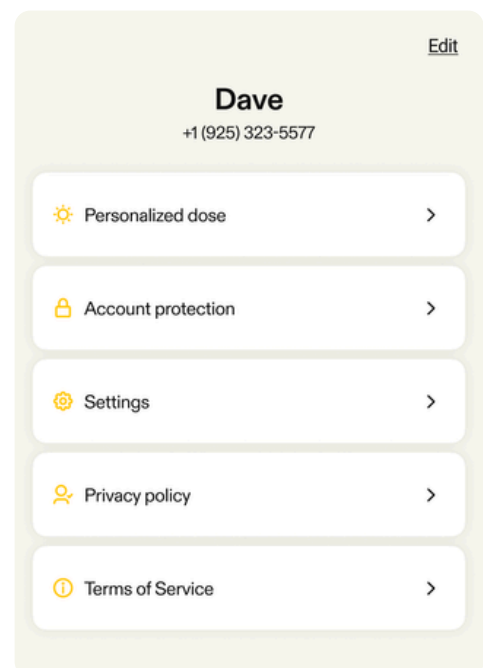 Edit
Dave
+1 (925) 323-5577
Personalized dose
Account protection
Settings
Privacy policy
Terms of Service